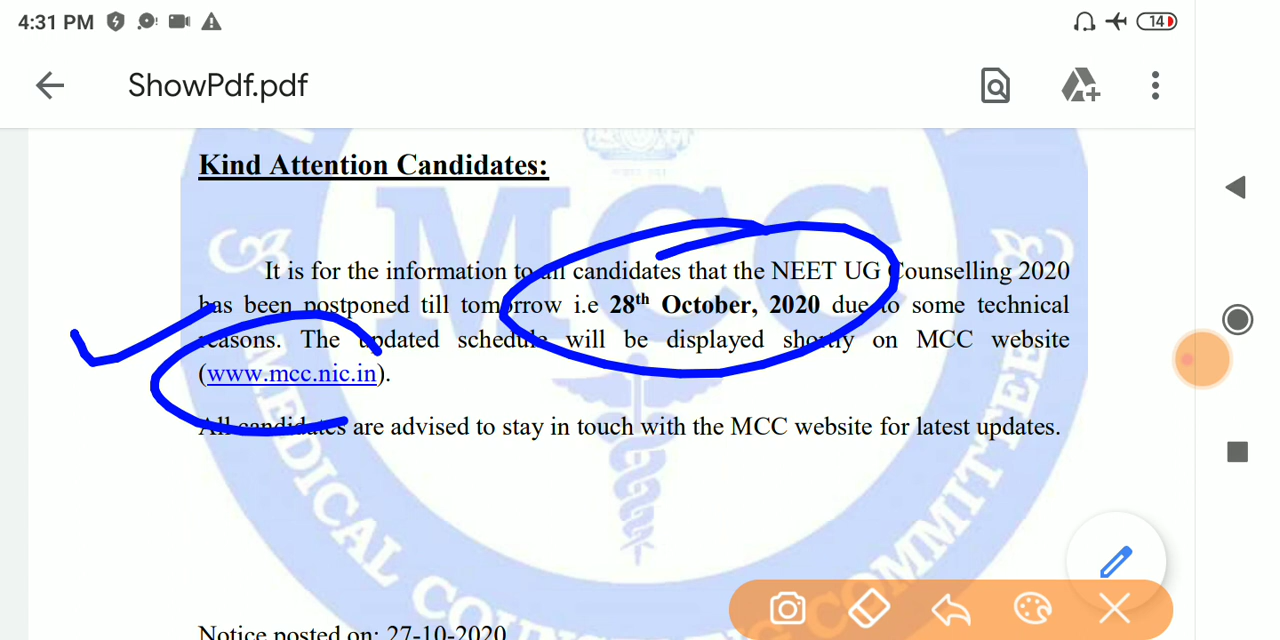 4:31 PM
14
ShowPdf.pdf
Kind Attention Candidates:
MCC
It is for the information to all candidates that the NEET UG Counselling 2020
has been postponed till tomorrow i.e 28th October, 2020 due to some technical
reasons. The updated schedule will be displayed shortly on MCC website
(www.mcc.nic.in).
All candidates are advised to stay in touch with the MCC website for latest updates.
MEDICAL COUNSELLING COMMITTEE
Notice posted on: 27-10-2020